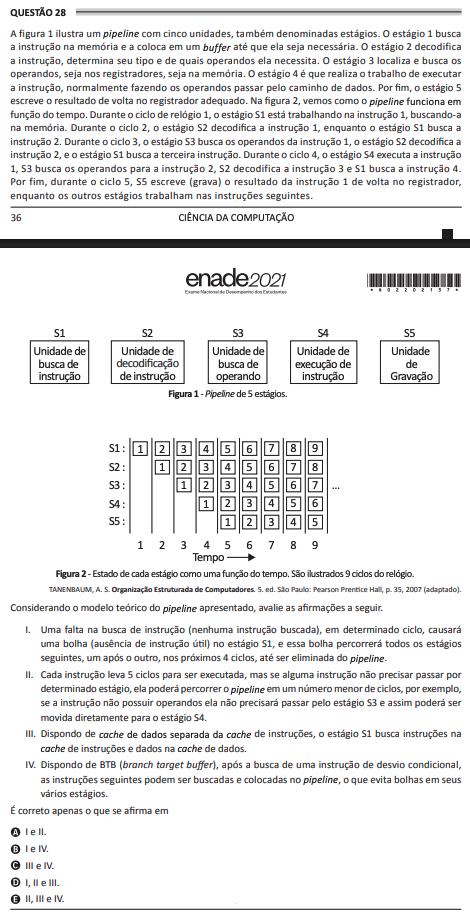 QUESTÃO 28
A figura 1 ilustra um pipeline com cinco unidades, também denominadas estágios. O estágio 1 busca
a instrução na memória e a coloca em um buffer até que ela seja necessária. O estágio 2 decodifica
a instrução, determina seu tipo e de quais operandos ela necessita. O estágio 3 localiza e busca os
operandos, seja nos registradores, seja na memória. O estágio 4 é que realiza o trabalho de executar
a instrução, normalmente fazendo os operandos passar pelo caminho de dados. Por fim, o estágio 5
escreve o resultado de volta no registrador adequado. Na figura 2, vemos como o pipeline funciona em
função do tempo. Durante o ciclo de relógio 1, o estágio S1 está trabalhando na instrução 1, buscando-a
na memória. Durante o ciclo 2, o estágio S2 decodifica a instrução 1, enquanto o estágio S1 busca a
instrução 2. Durante o ciclo 3, o estágio S3 busca os operandos da instrução 1, o estágio S2 decodifica a
instrução 2, e o estágio S1 busca a terceira instrução. Durante o ciclo 4, o estágio S4 executa a instrução
1, S3 busca os operandos para a instrução 2, S2 decodifica a instrução 3 e S1 busca a instrução 4.
Por fim, durante o ciclo 5, S5 escreve (grava) o resultado da instrução 1 de volta no registrador,
enquanto os outros estágios trabalham nas instruções seguintes.
36 CIÊNCIA DA COMPUTAÇÃO
enade2021
Exame Nacional de Desempenho dos Estudantes
S1 S2 S3 S4 S5
Unidade de busca de instrução
Unidade de decodificação de instrução
Unidade de busca de operando
Unidade de execução de instrução
Unidade de Gravação
Figura 1 - Pipeline de 5 estágios.
S1: 1 2 3 4 5 6 7 8 9
S2: 1 2 3 4 5 6 7 8
S3: 1 2 3 4 5 6 7 ...
S4: 1 2 3 4 5 6
S5: 1 2 3 4 5
1 2 3 4 5 6 7 8 9
Tempo
Figura 2 - Estado de cada estágio como uma função do tempo. São ilustrados 9 ciclos do relógio.
TANENBAUM, A. S. Organização Estruturada de Computadores. 5. ed. São Paulo: Pearson Prentice Hall, p. 35, 2007 (adaptado).
Considerando o modelo teórico do pipeline apresentado, avalie as afirmações a seguir.
I. Uma falta na busca de instrução (nenhuma instrução buscada), em determinado ciclo, causará
uma bolha (ausência de instrução útil) no estágio S1, e essa bolha percorrerá todos os estágios
seguintes, um após o outro, nos próximos 4 ciclos, até ser eliminada do pipeline.
II. Cada instrução leva 5 ciclos para ser executada, mas se alguma instrução não precisar passar por
determinado estágio, ela poderá percorrer o pipeline em um número menor de ciclos, por exemplo,
se a instrução não possuir operandos ela não precisará passar pelo estágio S3 e assim poderá ser
movida diretamente para o estágio S4.
III. Dispondo de cache de dados separada da cache de instruções, o estágio S1 busca instruções na
cache de instruções e dados na cache de dados.
IV. Dispondo de BTB (branch target buffer), após a busca de uma instrução de desvio condicional,
as instruções seguintes podem ser buscadas e colocadas no pipeline, o que evita bolhas em seus
vários estágios.
É correto apenas o que se afirma em
A I e II.
B I e IV.
C III e IV.
D I, II e III.
E II, III e IV.